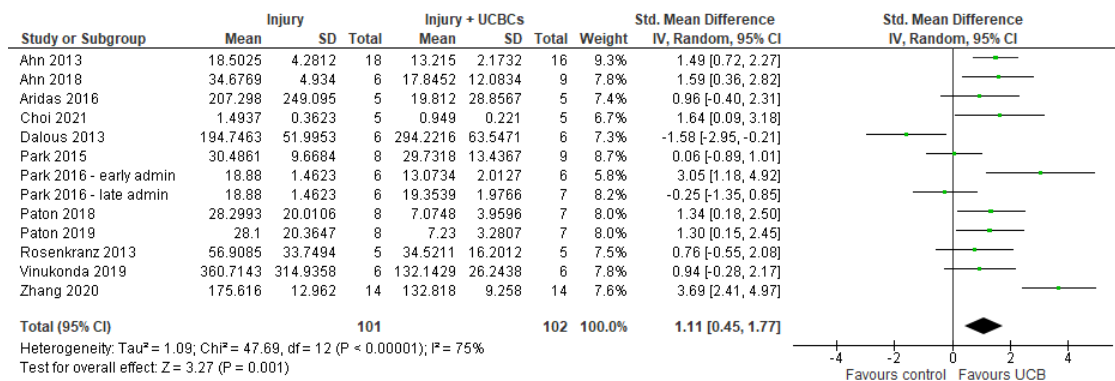 Injury Injury + UCBCs Std. Mean Difference Std. Mean Difference
Study or Subgroup Mean SD Total Mean SD Total Weight IV, Random, 95% CI IV, Random, 95% CI
Ahn 2013 18.5025 4.2812 18 13.215 2.1732 16 9.3% 1.49 [0.72, 2.27]
Ahn 2018 34.6769 4.934 6 17.8452 12.0834 9 7.8% 1.59 [0.36, 2.82]
Aridas 2016 207.298 249.095 5 19.812 28.8567 5 7.4% 0.96 [-0.40, 2.31]
Choi 2021 1.4937 0.3623 5 0.949 0.221 5 6.7% 1.64 [0.09, 3.18]
Dalous 2013 194.7463 51.9953 6 294.2216 63.5471 6 7.3% -1.58 [-2.95, -0.21]
Park 2015 30.4861 9.6684 8 29.7318 13.4367 9 8.7% 0.06 [-0.89, 1.01]
Park 2016 - early admin 18.88 1.4623 6 13.0734 2.0127 6 5.6% 3.05 [1.18, 4.92]
Park 2016 - late admin 18.88 1.4623 6 19.3539 1.9766 7 8.3% -0.25 [-1.35, 0.85]
Paton 2018 28.2993 20.0106 8 7.0748 3.9596 7 8.0% 1.34 [0.18, 2.50]
Paton 2019 28.1 20.3647 8 7.23 3.2807 7 8.1% 1.30 [0.15, 2.45]
Rosenkranz 2013 56.9085 33.7494 5 34.5211 16.2012 5 7.5% 0.76 [-0.55, 2.08]
Vinukonda 2019 360.7143 314.9358 6 132.1429 26.2438 6 7.8% 0.94 [-0.28, 2.17]
Zhang 2020 175.616 12.962 14 132.818 9.258 14 7.6% 3.69 [2.41, 4.97]
Total (95% CI) 101 102 100.0% 1.11 [0.45, 1.77]
Heterogeneity: Tau² = 1.09; Chi² = 47.69, df = 12 (P < 0.00001); I² = 75%
Test for overall effect: Z = 3.27 (P = 0.001)
-4 -2 0 2 4
Favours control Favours UCB